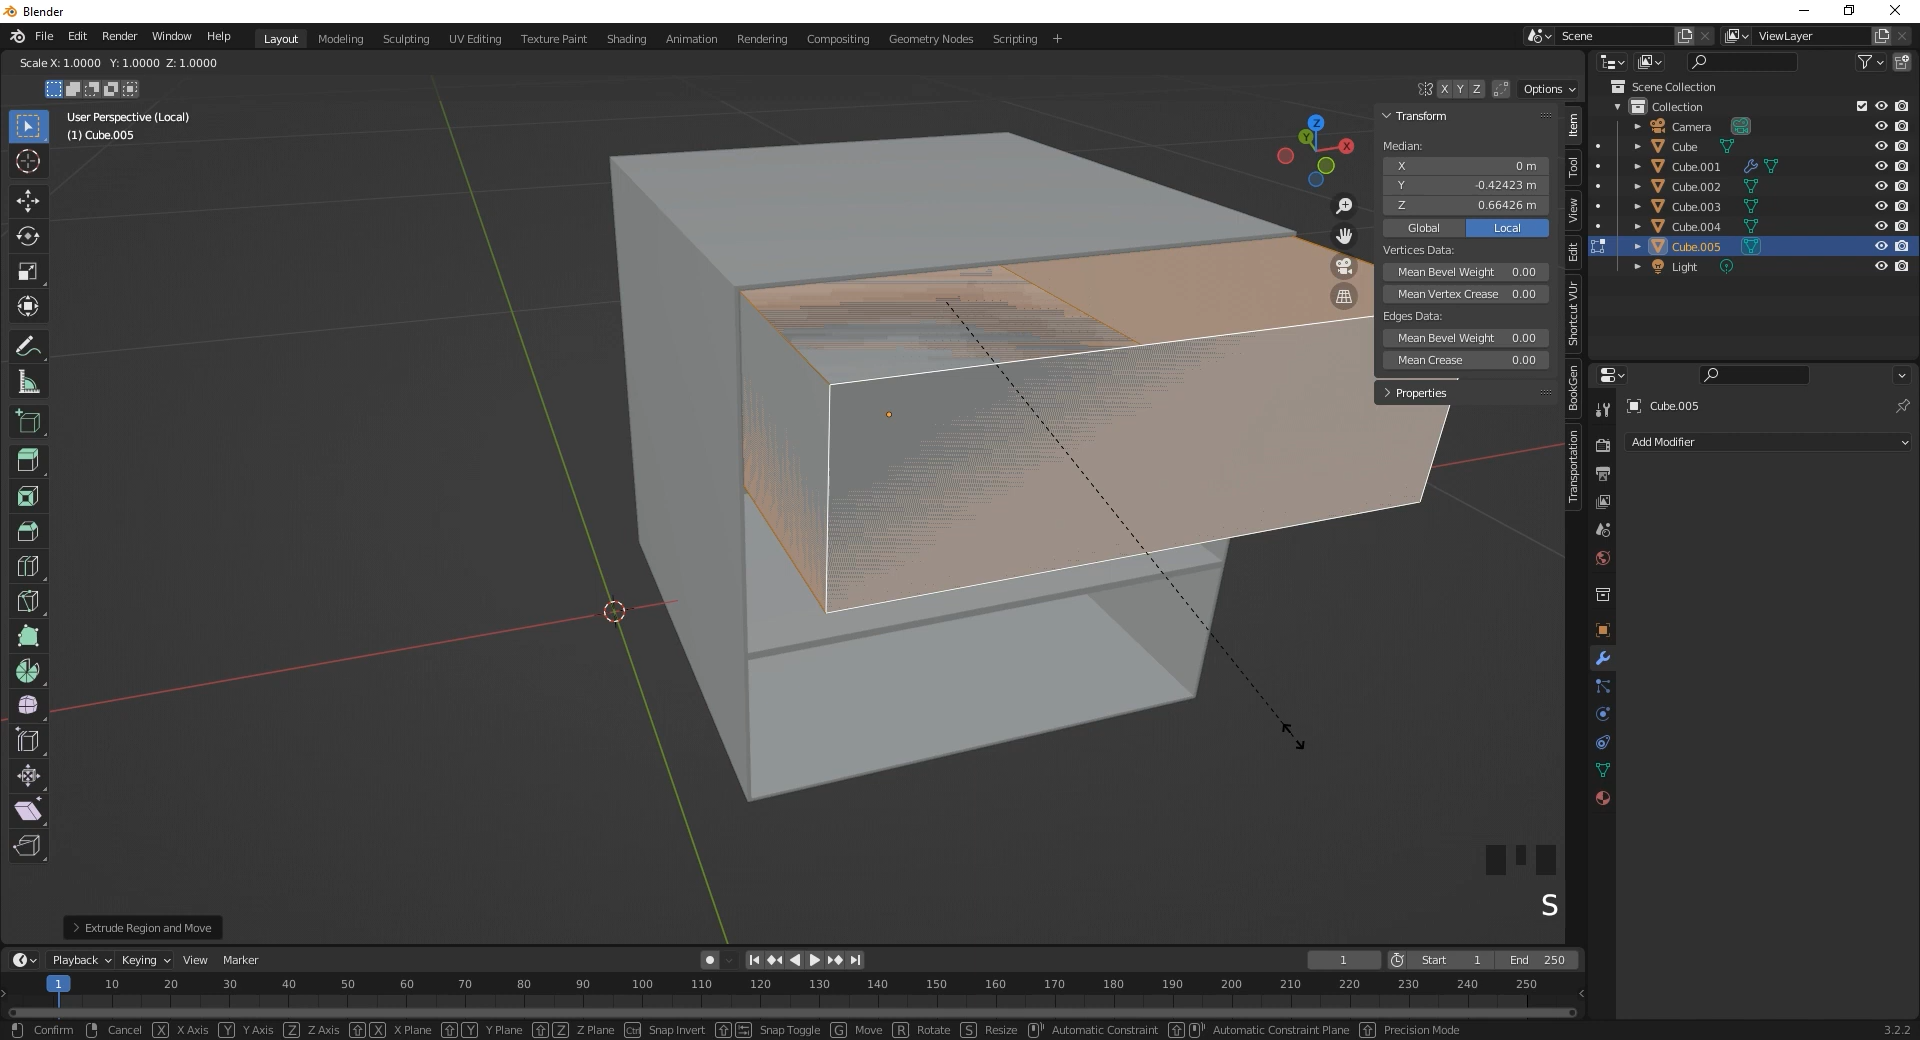 Blender
File Edit Render Window Help Layout Modeling Sculpting UV Editing Texture Paint Shading Animation Rendering Compositing Geometry Nodes Scripting + Scene ViewLayer
Scale X: 1.0000 Y: 1.0000 Z: 1.0000
X Y Z Options
User Perspective (Local)
(1) Cube.005
Z
Y
X
Transform
Median:
X 0 m
Y -0.42423 m
Z 0.66426 m
Global Local
Vertices Data:
Mean Bevel Weight 0.00
Mean Vertex Crease 0.00
Edges Data:
Mean Bevel Weight 0.00
Mean Crease 0.00
Properties
Item
Tool
View
Edit
Shortcut VUr
BookGen
Transportation
Scene Collection
Collection
Camera
Cube
Cube.001
Cube.002
Cube.003
Cube.004
Cube.005
Light
Cube.005
Add Modifier
S
Extrude Region and Move
Playback Keying View Marker 1 Start 1 End 250
1 10 20 30 40 50 60 70 80 90 100 110 120 130 140 150 160 170 180 190 200 210 220 230 240 250
Confirm Cancel X X Axis Y Y Axis Z Z Axis X X Plane Y Y Plane Z Z Plane Ctrl Snap Invert Snap Toggle G Move R Rotate S Resize Automatic Constraint Automatic Constraint Plane Precision Mode 3.2.2